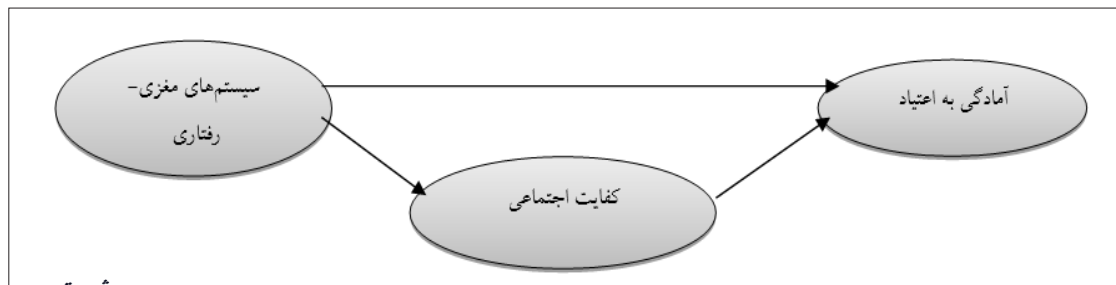 سیستم‌های مغزی-
رفتاری
آمادگی به اعتیاد
کفایت اجتماعی